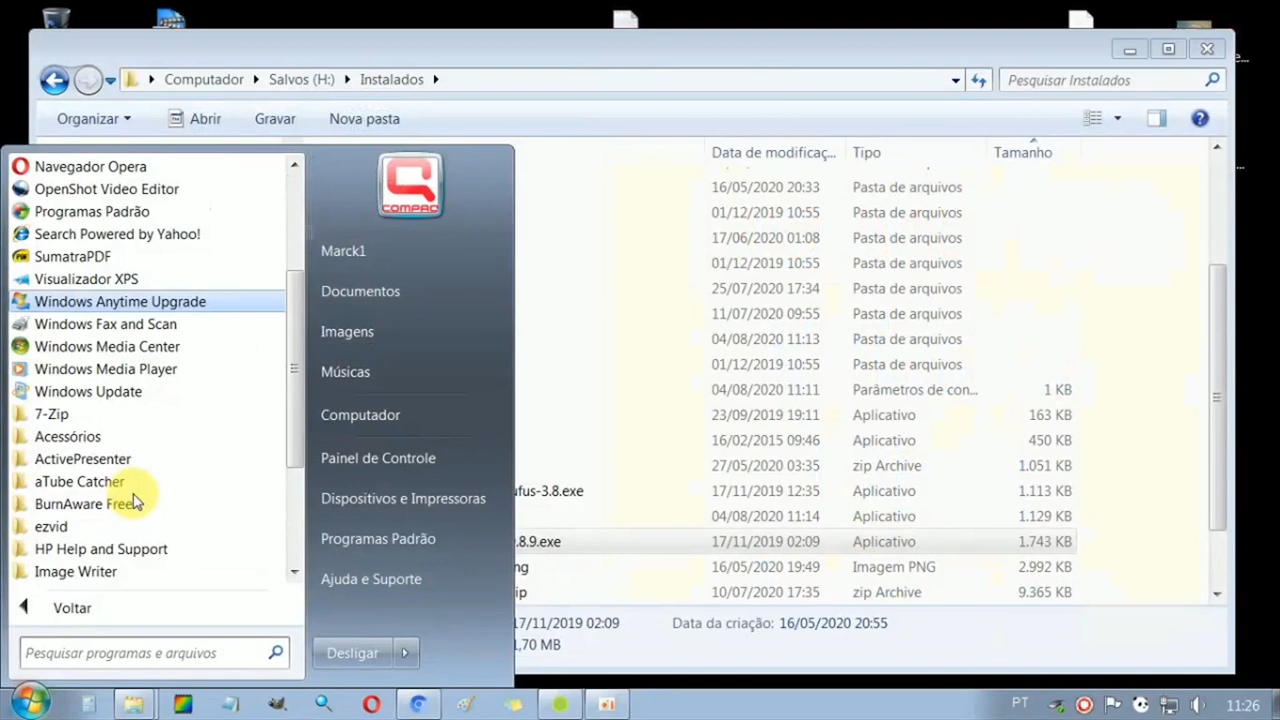 Computador
Salvos (H:)
Instalados
Pesquisar Instalados
Organizar
Abrir
Gravar
Nova pasta
Data de modificaç...
Tipo
Tamanho
16/05/2020 20:33 Pasta de arquivos
01/12/2019 10:55 Pasta de arquivos
17/06/2020 01:08 Pasta de arquivos
01/12/2019 10:55 Pasta de arquivos
25/07/2020 17:34 Pasta de arquivos
11/07/2020 09:55 Pasta de arquivos
04/08/2020 11:13 Pasta de arquivos
01/12/2019 10:55 Pasta de arquivos
04/08/2020 11:11 Parâmetros de con... 1 KB
23/09/2019 19:11 Aplicativo 163 KB
16/02/2015 09:46 Aplicativo 450 KB
27/05/2020 03:35 zip Archive 1.051 KB
ufus-3.8.exe 17/11/2019 12:35 Aplicativo 1.113 KB
04/08/2020 11:14 Aplicativo 1.129 KB
.8.9.exe 17/11/2019 02:09 Aplicativo 1.743 KB
ng 16/05/2020 19:49 Imagem PNG 2.992 KB
ip 10/07/2020 17:35 zip Archive 9.365 KB
17/11/2019 02:09 Data da criação: 16/05/2020 20:55
1,70 MB
Navegador Opera
OpenShot Video Editor
Programas Padrão
Search Powered by Yahoo!
SumatraPDF
Visualizador XPS
Windows Anytime Upgrade
Windows Fax and Scan
Windows Media Center
Windows Media Player
Windows Update
7-Zip
Acessórios
ActivePresenter
aTube Catcher
BurnAware Free
ezvid
HP Help and Support
Image Writer
Voltar
Pesquisar programas e arquivos
COMPAQ
Marck1
Documentos
Imagens
Músicas
Computador
Painel de Controle
Dispositivos e Impressoras
Programas Padrão
Ajuda e Suporte
Desligar
PT
11:26